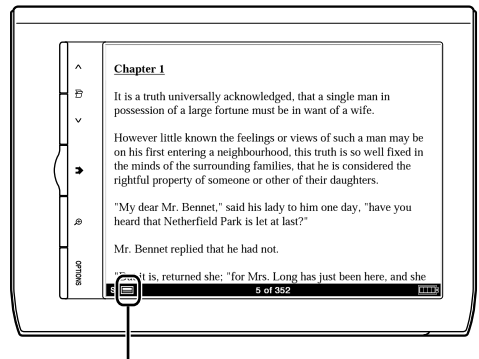 Chapter 1
It is a truth universally acknowledged, that a single man in
possession of a large fortune must be in want of a wife.
However little known the feelings or views of such a man may be
on his first entering a neighbourhood, this truth is so well fixed in
the minds of the surrounding families, that he is considered the
rightful property of someone or other of their daughters.
"My dear Mr. Bennet," said his lady to him one day, "have you
heard that Netherfield Park is let at last?"
Mr. Bennet replied that he had not.
it is, returned she; "for Mrs. Long has just been here, and she
S
5 of 352
OPTIONS